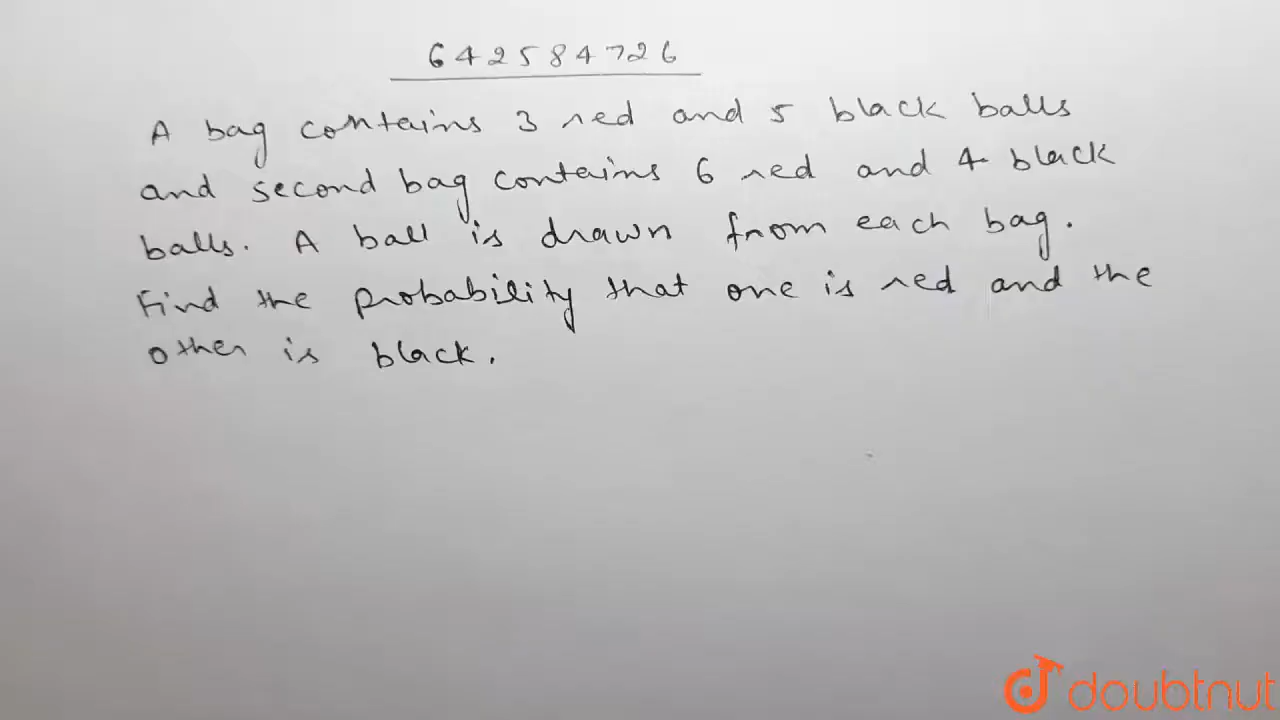 642584726
A bag contains 3 red and 5 black balls
and second bag contains 6 red and 4 black
balls. A ball is drawn from each bag.
Find the probability that one is red and the
other is black.
doubtnut